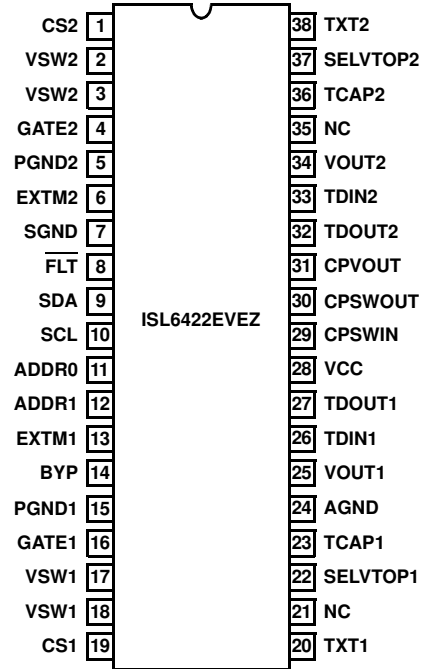 CS2 1 38 TXT2
VSW2 2 37 SELVTOP2
VSW2 3 36 TCAP2
GATE2 4 35 NC
PGND2 5 34 VOUT2
EXTM2 6 33 TDIN2
SGND 7 32 TDOUT2
FLT 8 31 CPVOUT
SDA 9 30 CPSWOUT
ISL6422EVEZ
SCL 10 29 CPSWIN
ADDR0 11 28 VCC
ADDR1 12 27 TDOUT1
EXTM1 13 26 TDIN1
BYP 14 25 VOUT1
PGND1 15 24 AGND
GATE1 16 23 TCAP1
VSW1 17 22 SELVTOP1
VSW1 18 21 NC
CS1 19 20 TXT1